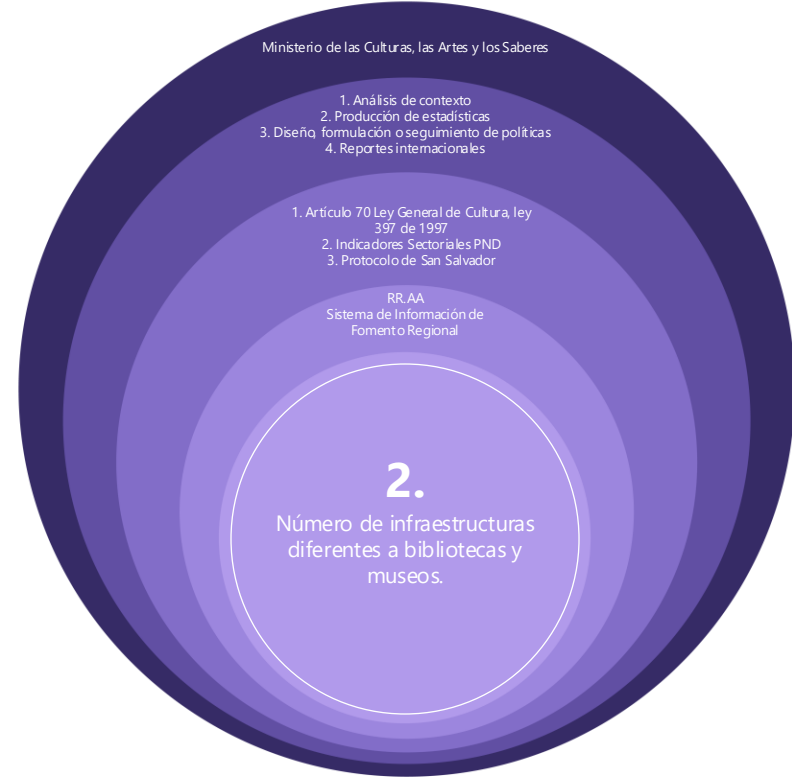 Ministerio de las Culturas, las Artes y los Saberes
1. Análisis de contexto
2. Producción de estadísticas
3. Diseño, formulación o seguimiento de políticas
4. Reportes internacionales
1. Artículo 70 Ley General de Cultura, ley
397 de 1997
2. Indicadores Sectoriales PND
3. Protocolo de San Salvador
RR.AA
Sistema de Información de
Fomento Regional
2.
Número de infraestructuras
diferentes a bibliotecas y
museos.